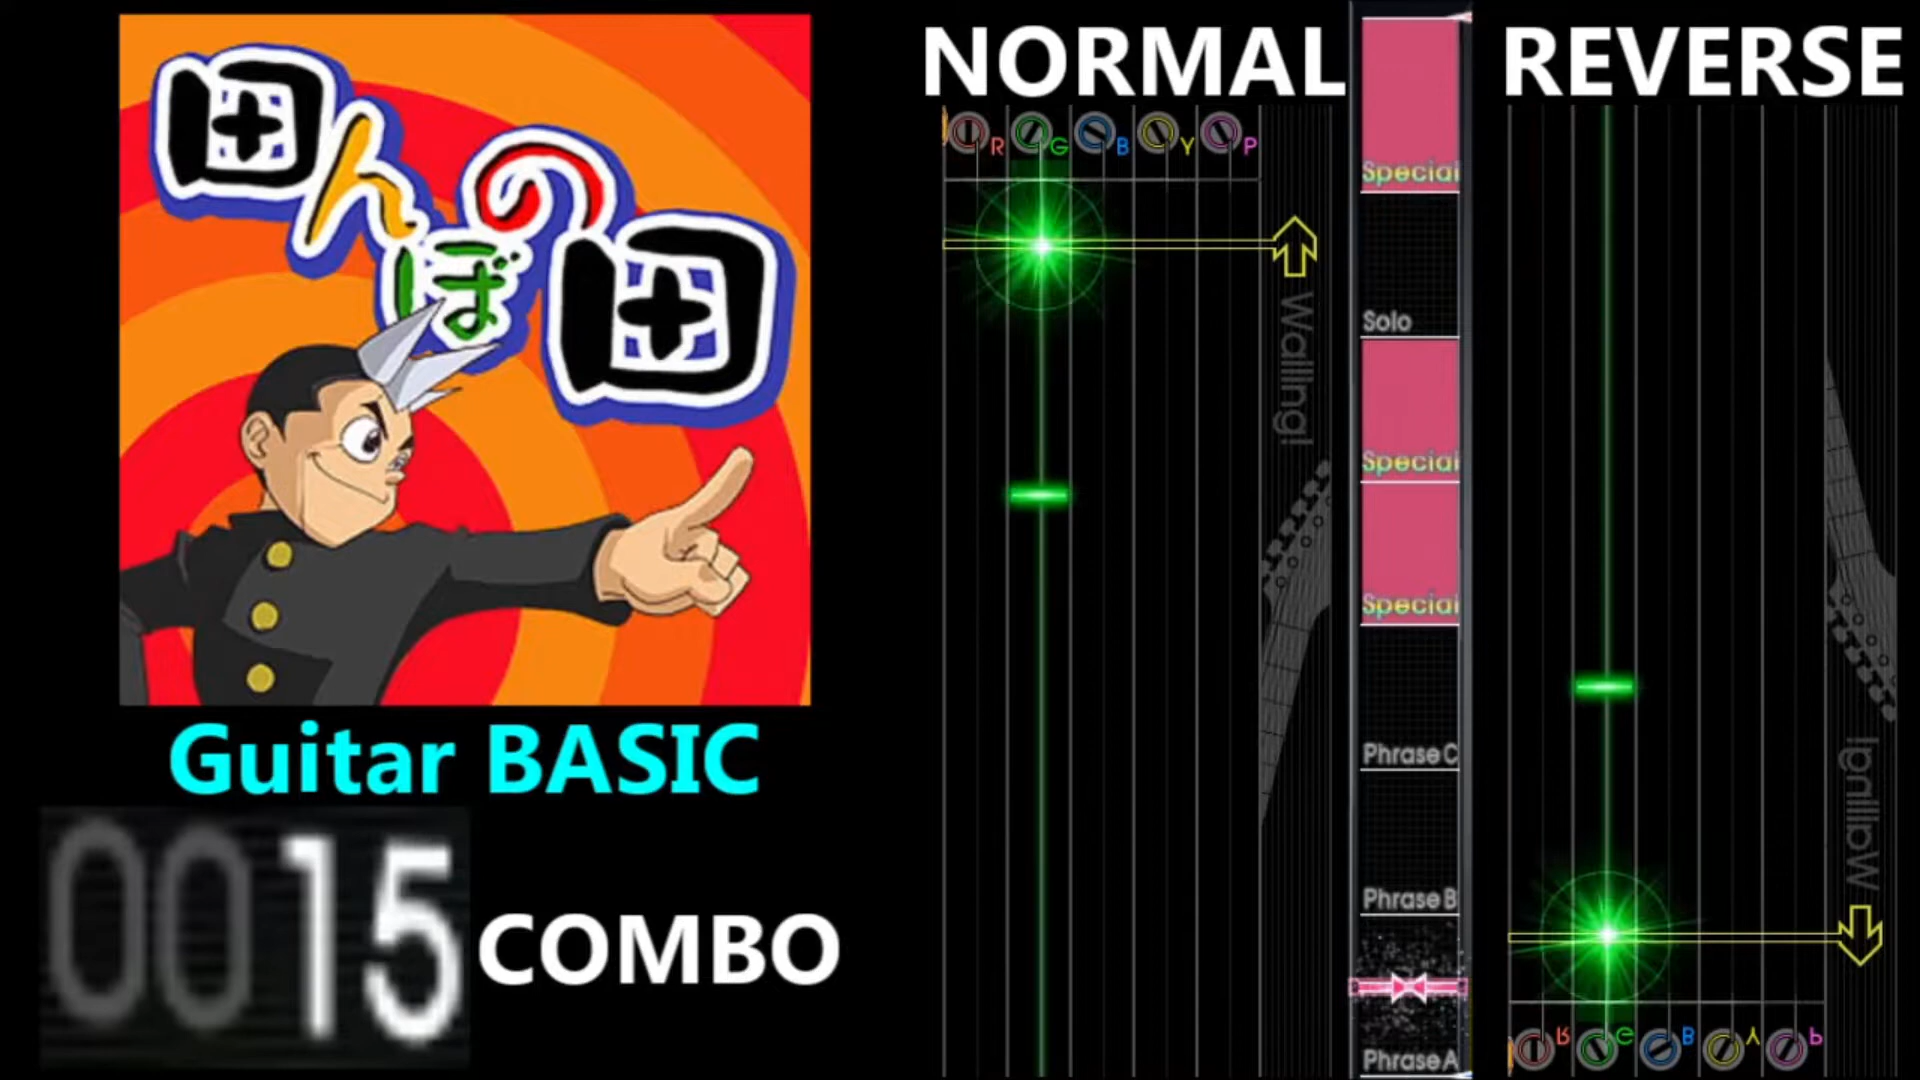 田んぼの田
Guitar BASIC
0015 COMBO
NORMAL
R G B Y P
Wailing!
Special
Solo
Special
Special
Phrase C
Phrase B
Phrase A
REVERSE
Wailing!
R G B Y P